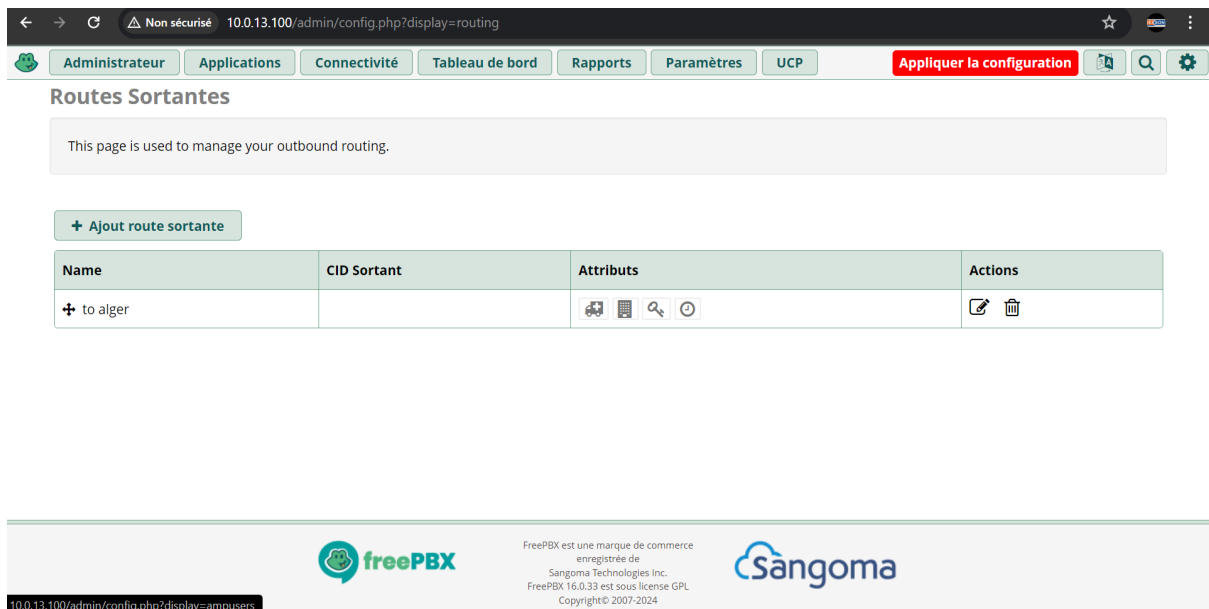 Non sécurisé 10.0.13.100/admin/config.php?display=routing
Administrateur Applications Connectivité Tableau de bord Rapports Paramètres UCP Appliquer la configuration
Routes Sortantes
This page is used to manage your outbound routing.
+ Ajout route sortante
Name CID Sortant Attributs Actions
to alger
freePBX
FreePBX est une marque de commerce
enregistrée de
Sangoma Technologies Inc.
FreePBX 16.0.33 est sous license GPL
Copyright© 2007-2024
Sangoma
10.0.13.100/admin/config.php?display=ampusers